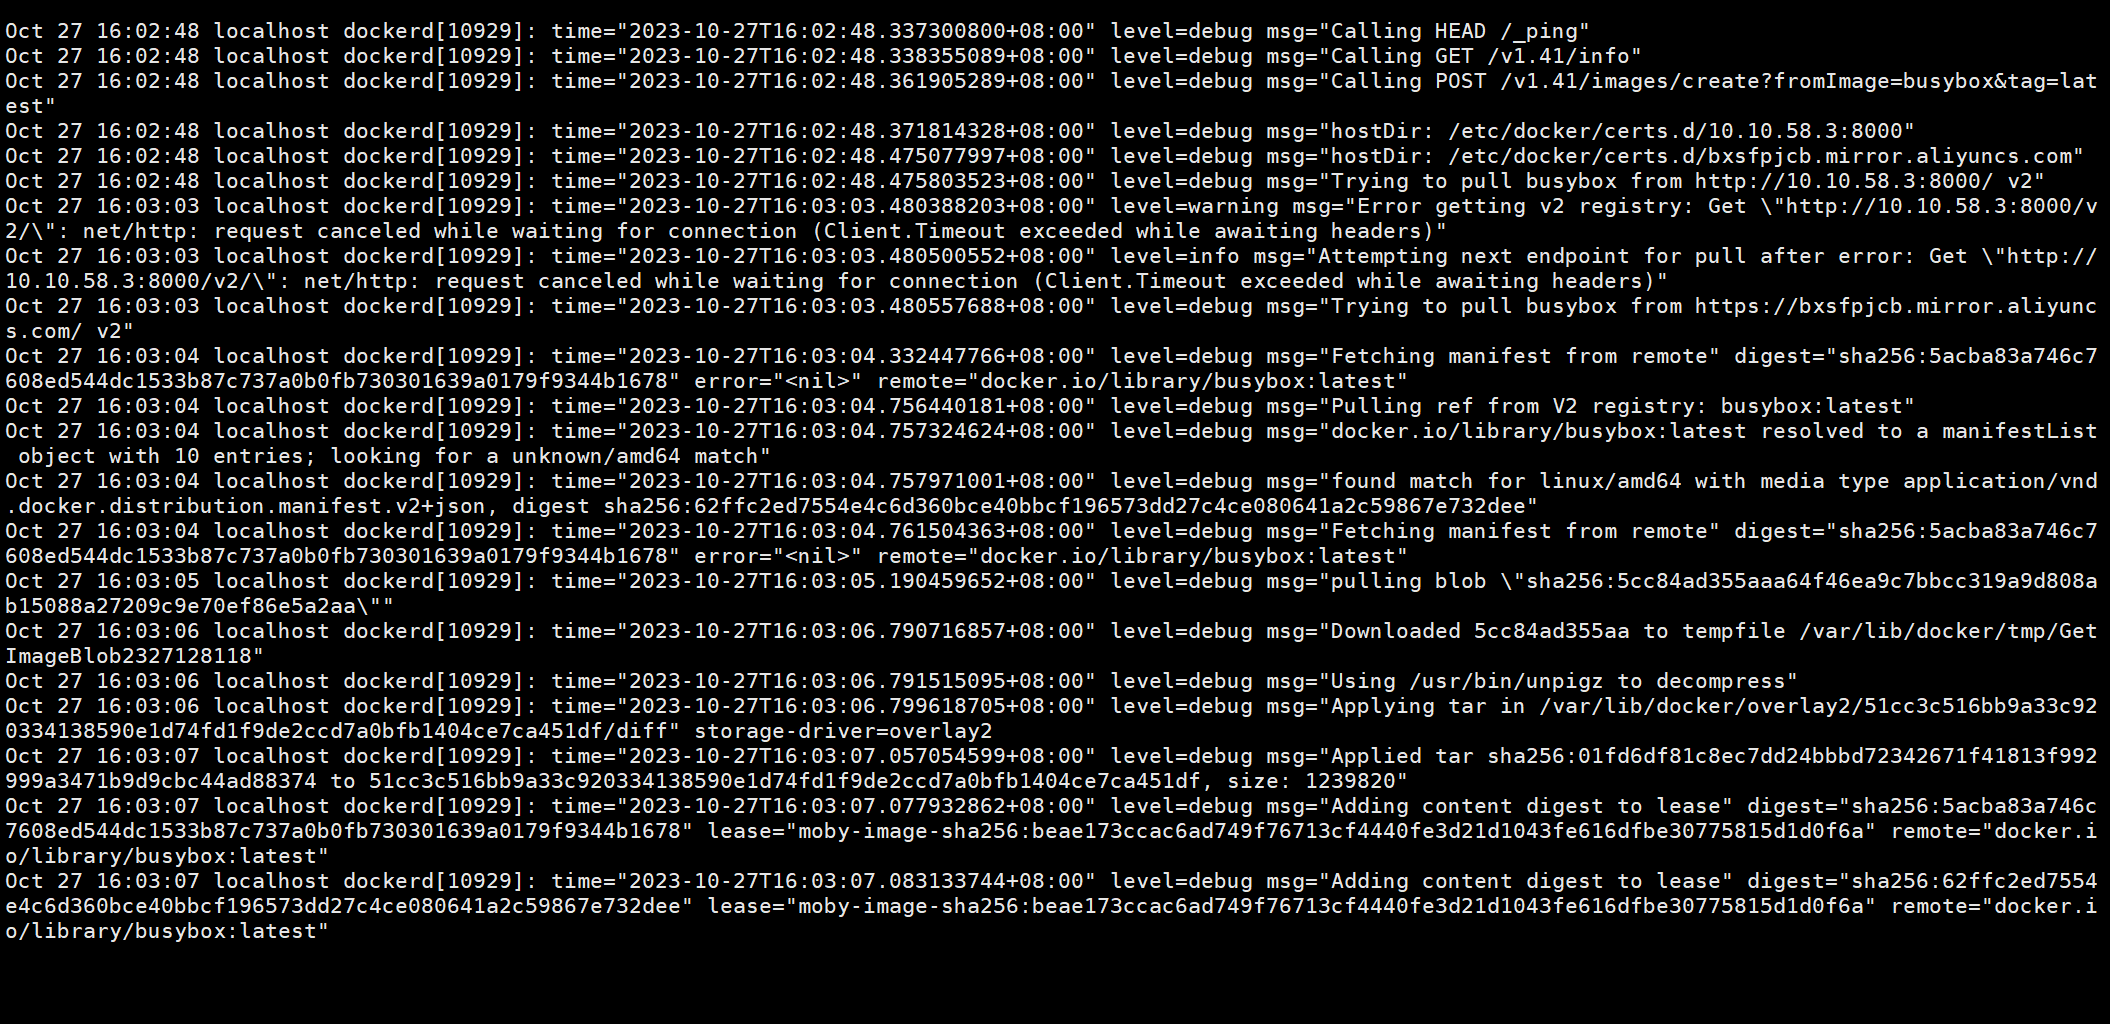 Oct 27 16:02:48 localhost dockerd[10929]: time="2023-10-27T16:02:48.337300800+08:00" level=debug msg="Calling HEAD /_ping"
Oct 27 16:02:48 localhost dockerd[10929]: time="2023-10-27T16:02:48.338355089+08:00" level=debug msg="Calling GET /v1.41/info"
Oct 27 16:02:48 localhost dockerd[10929]: time="2023-10-27T16:02:48.361905289+08:00" level=debug msg="Calling POST /v1.41/images/create?fromImage=busybox&tag=lat
est"
Oct 27 16:02:48 localhost dockerd[10929]: time="2023-10-27T16:02:48.371814328+08:00" level=debug msg="hostDir: /etc/docker/certs.d/10.10.58.3:8000"
Oct 27 16:02:48 localhost dockerd[10929]: time="2023-10-27T16:02:48.475077997+08:00" level=debug msg="hostDir: /etc/docker/certs.d/bxsfpjcb.mirror.aliyuncs.com"
Oct 27 16:02:48 localhost dockerd[10929]: time="2023-10-27T16:02:48.475803523+08:00" level=debug msg="Trying to pull busybox from http://10.10.58.3:8000/ v2"
Oct 27 16:03:03 localhost dockerd[10929]: time="2023-10-27T16:03:03.480388203+08:00" level=warning msg="Error getting v2 registry: Get \"http://10.10.58.3:8000/v
2/\": net/http: request canceled while waiting for connection (Client.Timeout exceeded while awaiting headers)"
Oct 27 16:03:03 localhost dockerd[10929]: time="2023-10-27T16:03:03.480500552+08:00" level=info msg="Attempting next endpoint for pull after error: Get \"http://
10.10.58.3:8000/v2/\": net/http: request canceled while waiting for connection (Client.Timeout exceeded while awaiting headers)"
Oct 27 16:03:03 localhost dockerd[10929]: time="2023-10-27T16:03:03.480557688+08:00" level=debug msg="Trying to pull busybox from https://bxsfpjcb.mirror.aliyunc
s.com/ v2"
Oct 27 16:03:04 localhost dockerd[10929]: time="2023-10-27T16:03:04.332447766+08:00" level=debug msg="Fetching manifest from remote" digest="sha256:5acba83a746c7
608ed544dc1533b87c737a0b0fb730301639a0179f9344b1678" error="<nil>" remote="docker.io/library/busybox:latest"
Oct 27 16:03:04 localhost dockerd[10929]: time="2023-10-27T16:03:04.756440181+08:00" level=debug msg="Pulling ref from V2 registry: busybox:latest"
Oct 27 16:03:04 localhost dockerd[10929]: time="2023-10-27T16:03:04.757324624+08:00" level=debug msg="docker.io/library/busybox:latest resolved to a manifestList
 object with 10 entries; looking for a unknown/amd64 match"
Oct 27 16:03:04 localhost dockerd[10929]: time="2023-10-27T16:03:04.757971001+08:00" level=debug msg="found match for linux/amd64 with media type application/vnd
.docker.distribution.manifest.v2+json, digest sha256:62ffc2ed7554e4c6d360bce40bbcf196573dd27c4ce080641a2c59867e732dee"
Oct 27 16:03:04 localhost dockerd[10929]: time="2023-10-27T16:03:04.761504363+08:00" level=debug msg="Fetching manifest from remote" digest="sha256:5acba83a746c7
608ed544dc1533b87c737a0b0fb730301639a0179f9344b1678" error="<nil>" remote="docker.io/library/busybox:latest"
Oct 27 16:03:05 localhost dockerd[10929]: time="2023-10-27T16:03:05.190459652+08:00" level=debug msg="pulling blob \"sha256:5cc84ad355aaa64f46ea9c7bbcc319a9d808a
b15088a27209c9e70ef86e5a2aa\""
Oct 27 16:03:06 localhost dockerd[10929]: time="2023-10-27T16:03:06.790716857+08:00" level=debug msg="Downloaded 5cc84ad355aa to tempfile /var/lib/docker/tmp/Get
ImageBlob2327128118"
Oct 27 16:03:06 localhost dockerd[10929]: time="2023-10-27T16:03:06.791515095+08:00" level=debug msg="Using /usr/bin/unpigz to decompress"
Oct 27 16:03:06 localhost dockerd[10929]: time="2023-10-27T16:03:06.799618705+08:00" level=debug msg="Applying tar in /var/lib/docker/overlay2/51cc3c516bb9a33c92
0334138590e1d74fd1f9de2ccd7a0bfb1404ce7ca451df/diff" storage-driver=overlay2
Oct 27 16:03:07 localhost dockerd[10929]: time="2023-10-27T16:03:07.057054599+08:00" level=debug msg="Applied tar sha256:01fd6df81c8ec7dd24bbbd72342671f41813f992
999a3471b9d9cbc44ad88374 to 51cc3c516bb9a33c920334138590e1d74fd1f9de2ccd7a0bfb1404ce7ca451df, size: 1239820"
Oct 27 16:03:07 localhost dockerd[10929]: time="2023-10-27T16:03:07.077932862+08:00" level=debug msg="Adding content digest to lease" digest="sha256:5acba83a746c
7608ed544dc1533b87c737a0b0fb730301639a0179f9344b1678" lease="moby-image-sha256:beae173ccac6ad749f76713cf4440fe3d21d1043fe616dfbe30775815d1d0f6a" remote="docker.i
o/library/busybox:latest"
Oct 27 16:03:07 localhost dockerd[10929]: time="2023-10-27T16:03:07.083133744+08:00" level=debug msg="Adding content digest to lease" digest="sha256:62ffc2ed7554
e4c6d360bce40bbcf196573dd27c4ce080641a2c59867e732dee" lease="moby-image-sha256:beae173ccac6ad749f76713cf4440fe3d21d1043fe616dfbe30775815d1d0f6a" remote="docker.i
o/library/busybox:latest"